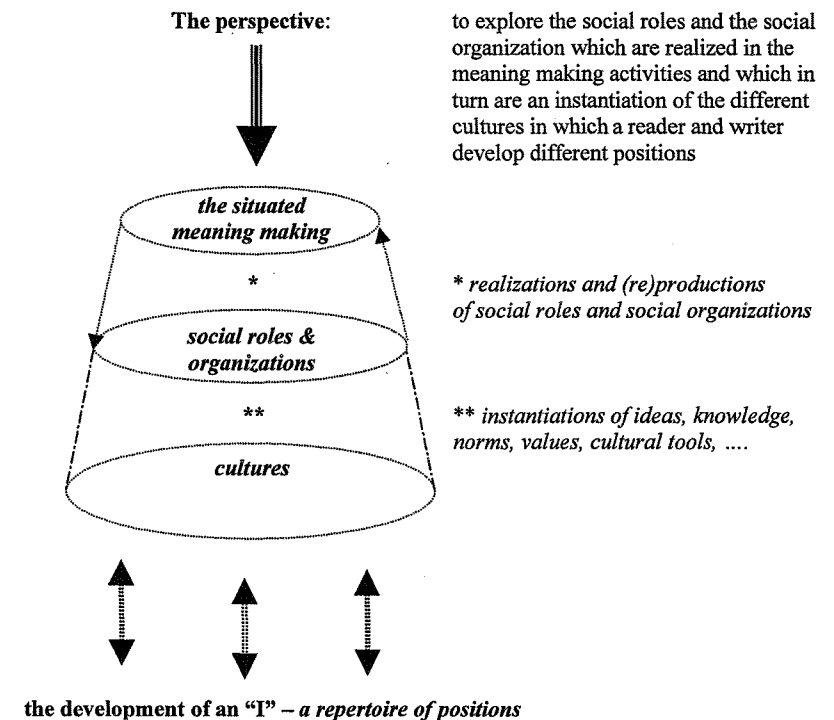 The perspective:
to explore the social roles and the social
organization which are realized in the
meaning making activities and which in
turn are an instantiation of the different
cultures in which a reader and writer
develop different positions
the situated
meaning making
*
* realizations and (re)productions
of social roles and social organizations
social roles &
organizations
**
** instantiations of ideas, knowledge,
norms, values, cultural tools, ....
cultures
the development of an “I” – a repertoire of positions